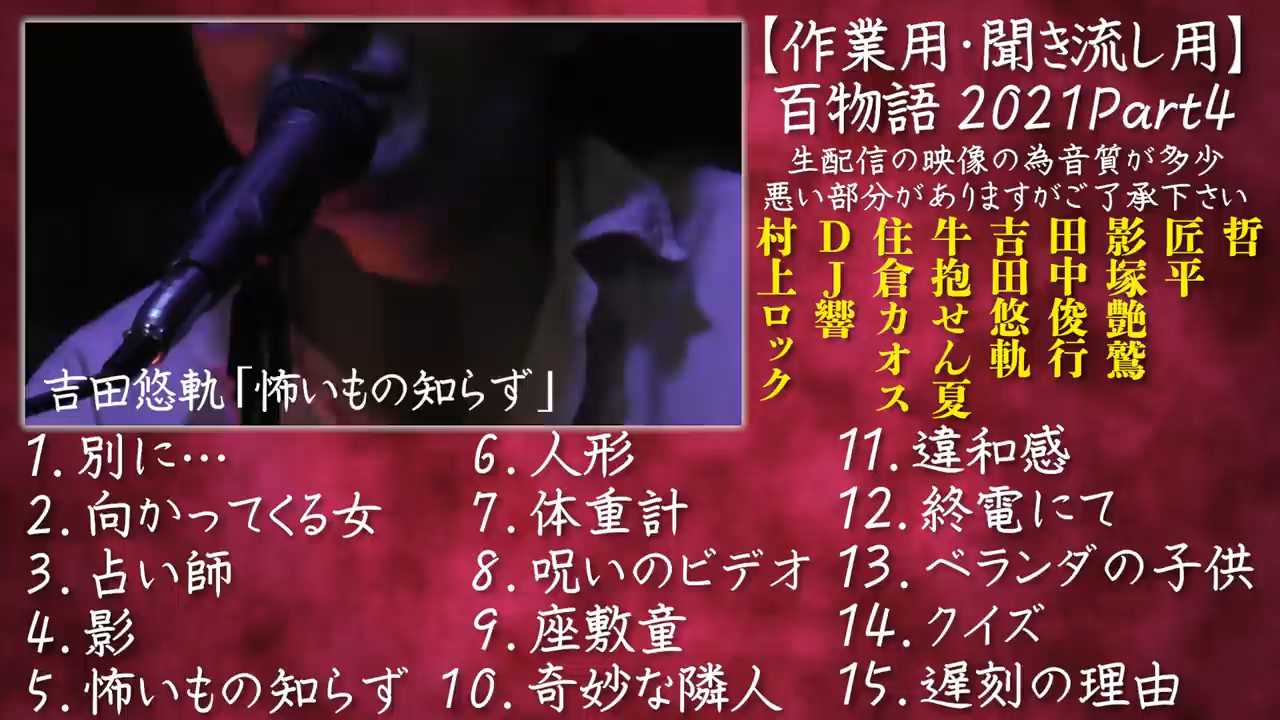 【作業用・聞き流し用】
百物語 2021Part4
生配信の映像の為音質が多少
悪い部分がありますがご了承下さい
哲
匠平
影塚艶鷲
田中俊行
吉田悠軌
牛抱せん夏
住倉カオス
DJ響
村上ロック
吉田悠軌「怖いもの知らず」
1. 別に…
2. 向かってくる女
3. 占い師
4. 影
5. 怖いもの知らず
6. 人形
7. 体重計
8. 呪いのビデオ
9. 座敷童
10. 奇妙な隣人
11. 違和感
12. 終電にて
13. ベランダの子供
14. クイズ
15. 遅刻の理由